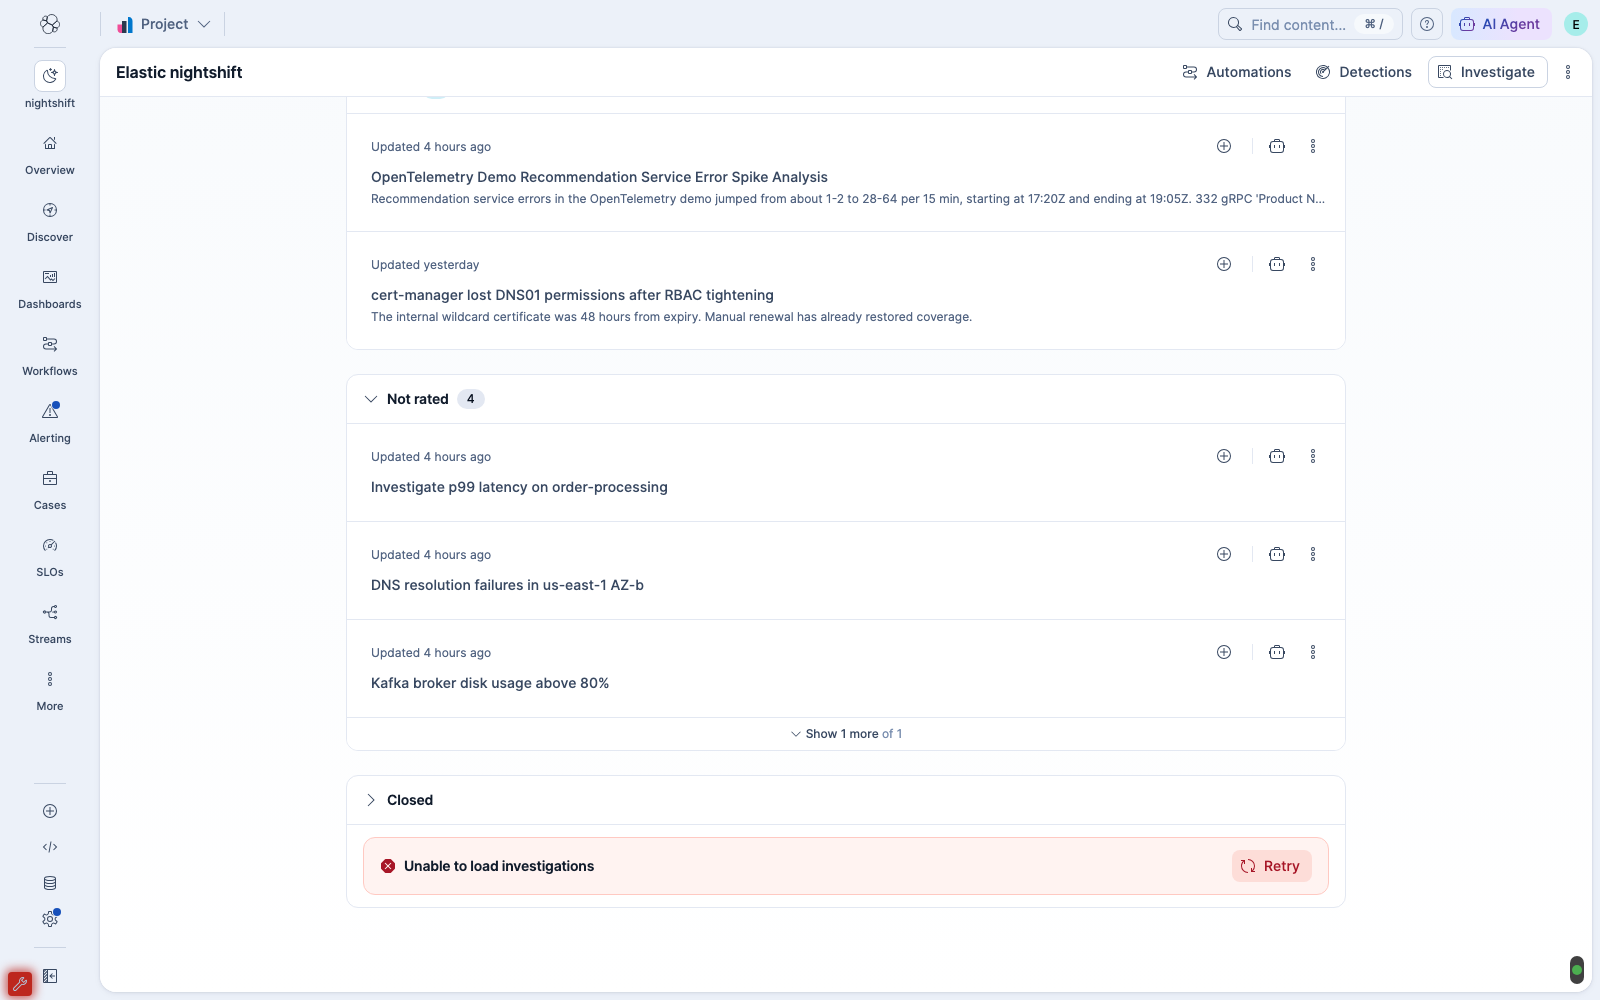 Project
Find content...
⌘ /
AI Agent
E
Elastic nightshift
Automations
Detections
Investigate
nightshift
Overview
Discover
Dashboards
Workflows
Alerting
Cases
SLOs
Streams
More
Updated 4 hours ago
OpenTelemetry Demo Recommendation Service Error Spike Analysis
Recommendation service errors in the OpenTelemetry demo jumped from about 1-2 to 28-64 per 15 min, starting at 17:20Z and ending at 19:05Z. 332 gRPC 'Product N...
Updated yesterday
cert-manager lost DNS01 permissions after RBAC tightening
The internal wildcard certificate was 48 hours from expiry. Manual renewal has already restored coverage.
Not rated 4
Updated 4 hours ago
Investigate p99 latency on order-processing
Updated 4 hours ago
DNS resolution failures in us-east-1 AZ-b
Updated 4 hours ago
Kafka broker disk usage above 80%
Show 1 more of 1
Closed
Unable to load investigations
Retry